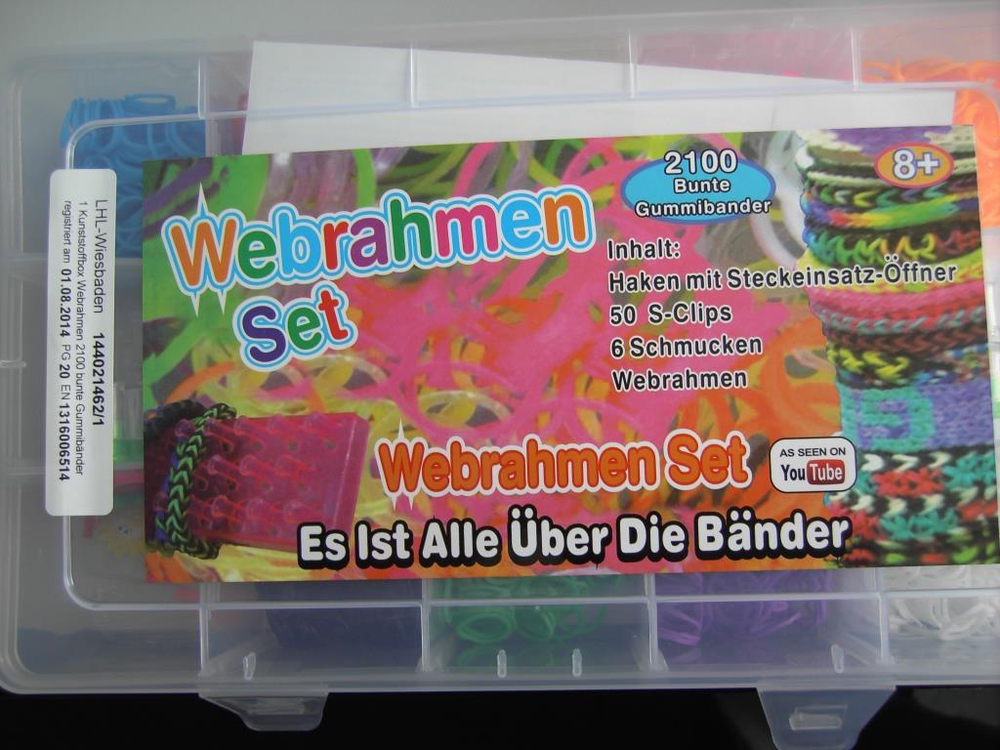 LHL-Wiesbaden 144021462/1
1 Kunststoffbox Webrahmen 2100 bunte Gummibänder
registriert am 01.08.2014 PG 20 EN 1316006514
Webrahmen
Set
2100
Bunte
Gummibander
8+
Inhalt:
Haken mit Steckeinsatz-Öffner
50 S-Clips
6 Schmucken
Webrahmen
Webrahmen Set
AS SEEN ON
YouTube
Es Ist Alle Über Die Bänder